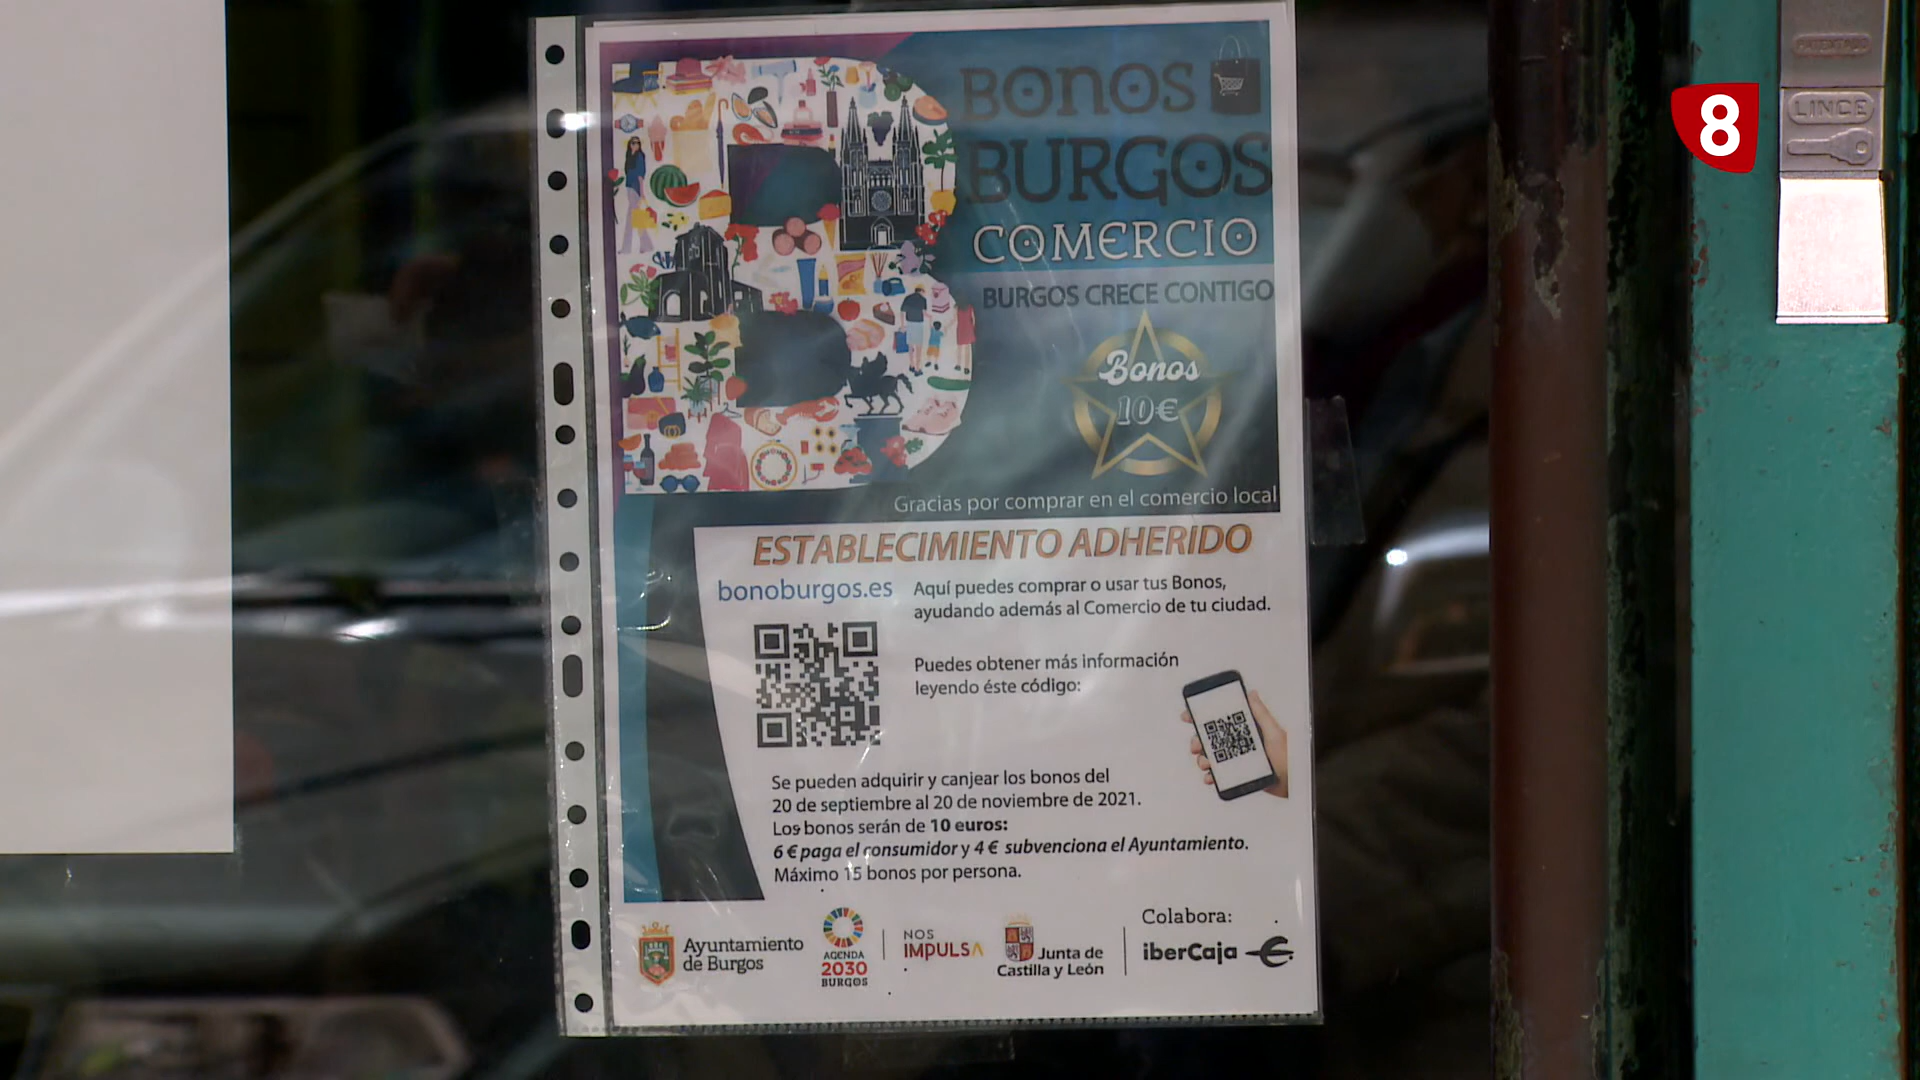 BONOS
BURGOS
COMERCIO
BURGOS CRECE CONTIGO
Bonos
10€
Gracias por comprar en el comercio local
ESTABLECIMIENTO ADHERIDO
bonoburgos.es
Aquí puedes comprar o usar tus Bonos,
ayudando además al Comercio de tu ciudad.
Puedes obtener más información
leyendo éste código:
Se pueden adquirir y canjear los bonos del
20 de septiembre al 20 de noviembre de 2021.
Los bonos serán de 10 euros:
6 € paga el consumidor y 4 € subvenciona el Ayuntamiento.
Máximo 15 bonos por persona.
Ayuntamiento
de Burgos
AGENDA
2030
BURGOS
NOS
IMPULSA
Junta de
Castilla y León
Colabora:
iberCaja
8
PATENTADO
LINCE